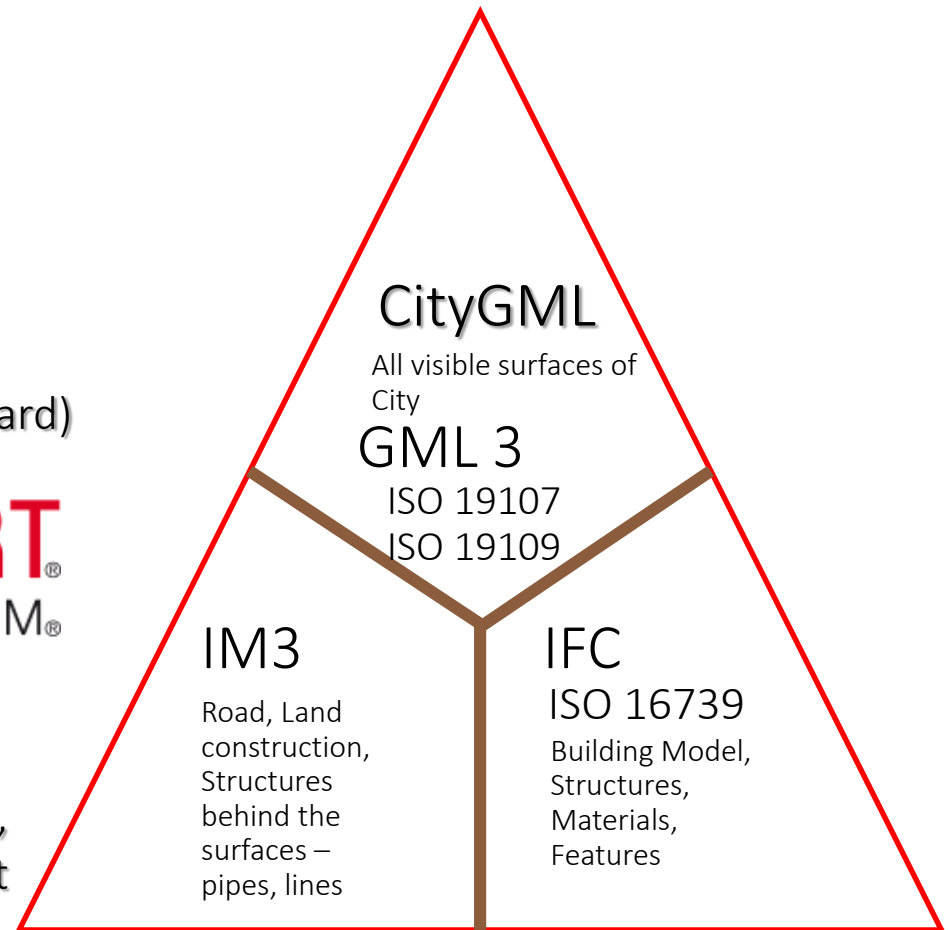 CityGML
All visible surfaces of
City
ard)
GML 3
ISO 19107
RT®
ISO 19109
M®
IM3
IFC
ISO 16739
Road, Land
construction,
Structures
behind the
surfaces –
pipes, lines
Building Model,
Structures,
Materials,
Features
,
t